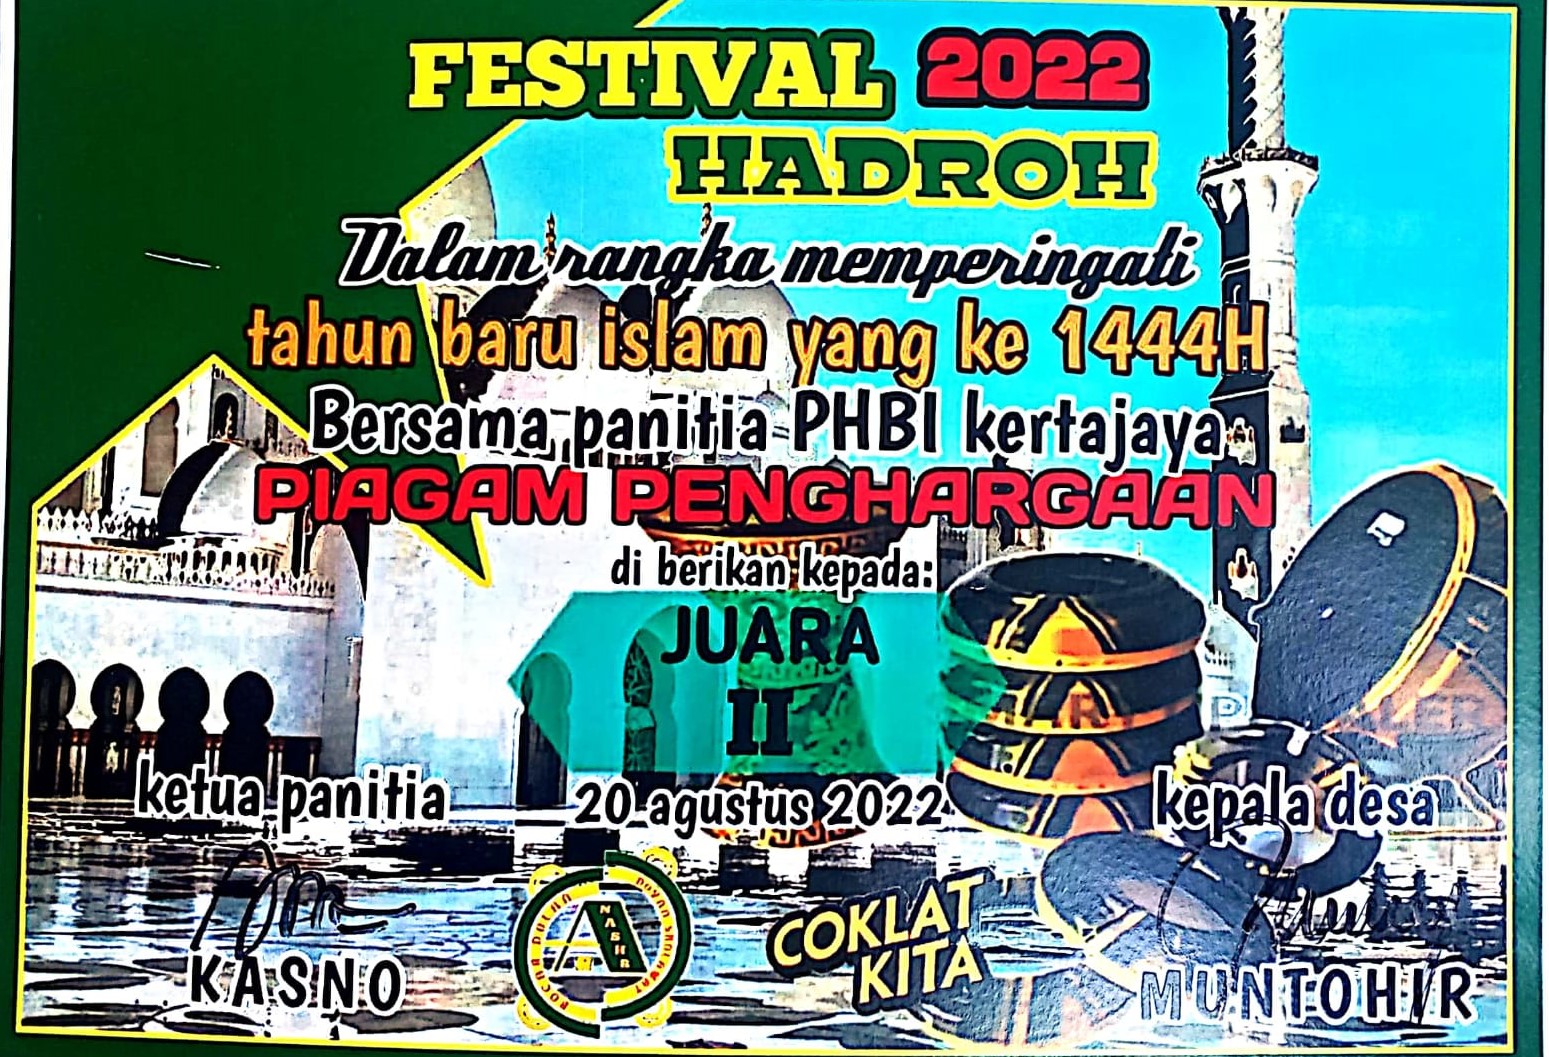 FESTIVAL 2022
HADROH
Dalam rangka memperingati
tahun baru islam yang ke 1444H
Bersama panitia PHBI kertajaya
PIAGAM PENGHARGAAN
di berikan kepada:
JUARA
II
ketua panitia
20 agustus 2022
kepala desa
NASHR
COKLAT
KITA
KASNO
MUNTOHIR